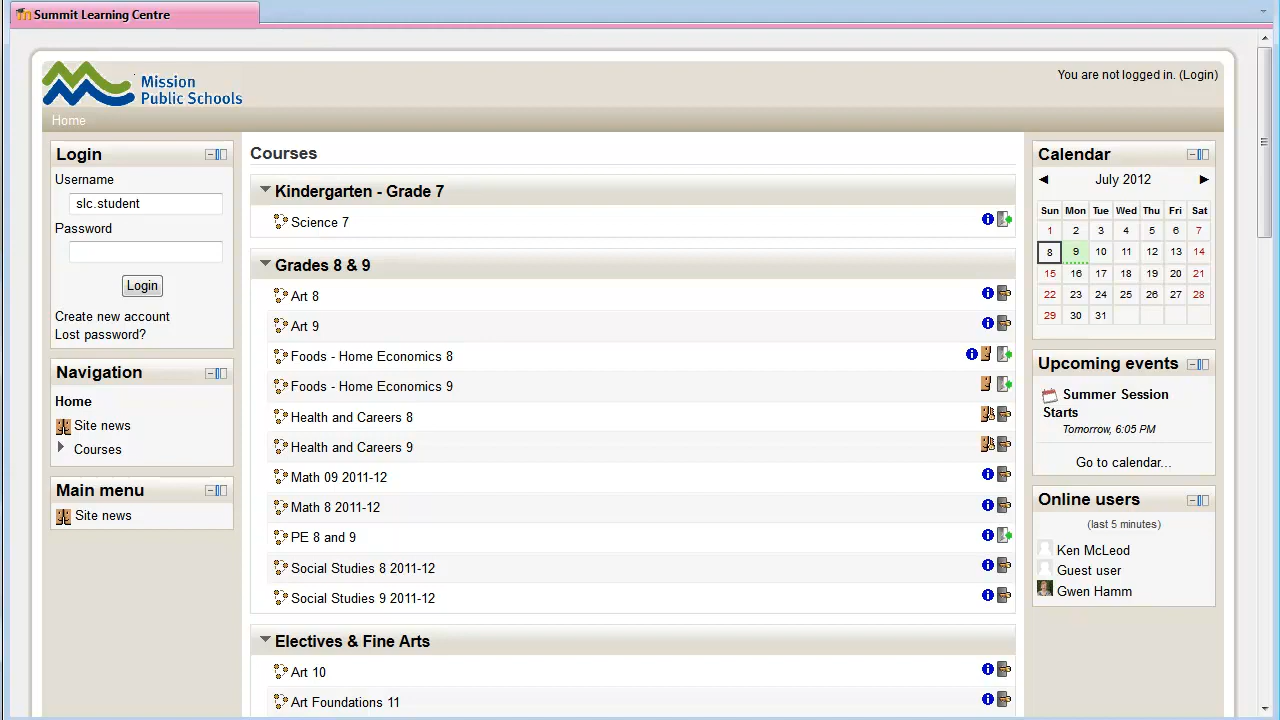 Summit Learning Centre
Mission
Public Schools
You are not logged in. (Login)
Home
Login
Username
slc.student
Password
Login
Create new account
Lost password?
Navigation
Home
Site news
Courses
Main menu
Site news
Courses
Kindergarten - Grade 7
Science 7
Grades 8 & 9
Art 8
Art 9
Foods - Home Economics 8
Foods - Home Economics 9
Health and Careers 8
Health and Careers 9
Math 09 2011-12
Math 8 2011-12
PE 8 and 9
Social Studies 8 2011-12
Social Studies 9 2011-12
Electives & Fine Arts
Art 10
Art Foundations 11
Calendar
July 2012
Sun Mon Tue Wed Thu Fri Sat
1 2 3 4 5 6 7
8 9 10 11 12 13 14
15 16 17 18 19 20 21
22 23 24 25 26 27 28
29 30 31
Upcoming events
Summer Session
Starts
Tomorrow, 6:05 PM
Go to calendar...
Online users
(last 5 minutes)
Ken McLeod
Guest user
Gwen Hamm